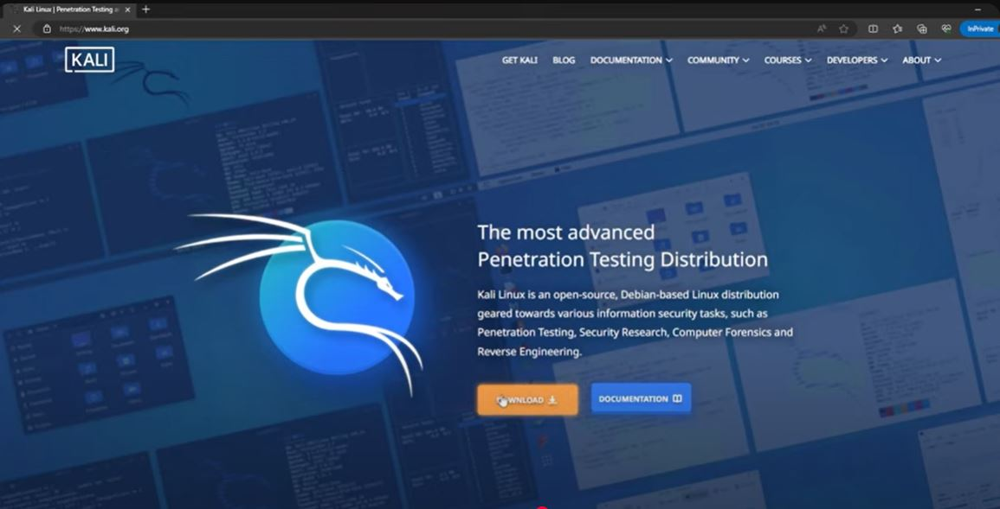 Kali Linux | Penetration Testing a
https://www.kali.org
InPrivate
KALI
GET KALI BLOG DOCUMENTATION COMMUNITY COURSES DEVELOPERS ABOUT
The most advanced
Penetration Testing Distribution
Kali Linux is an open-source, Debian-based Linux distribution
geared towards various information security tasks, such as
Penetration Testing, Security Research, Computer Forensics and
Reverse Engineering.
WNLOAD DOCUMENTATION